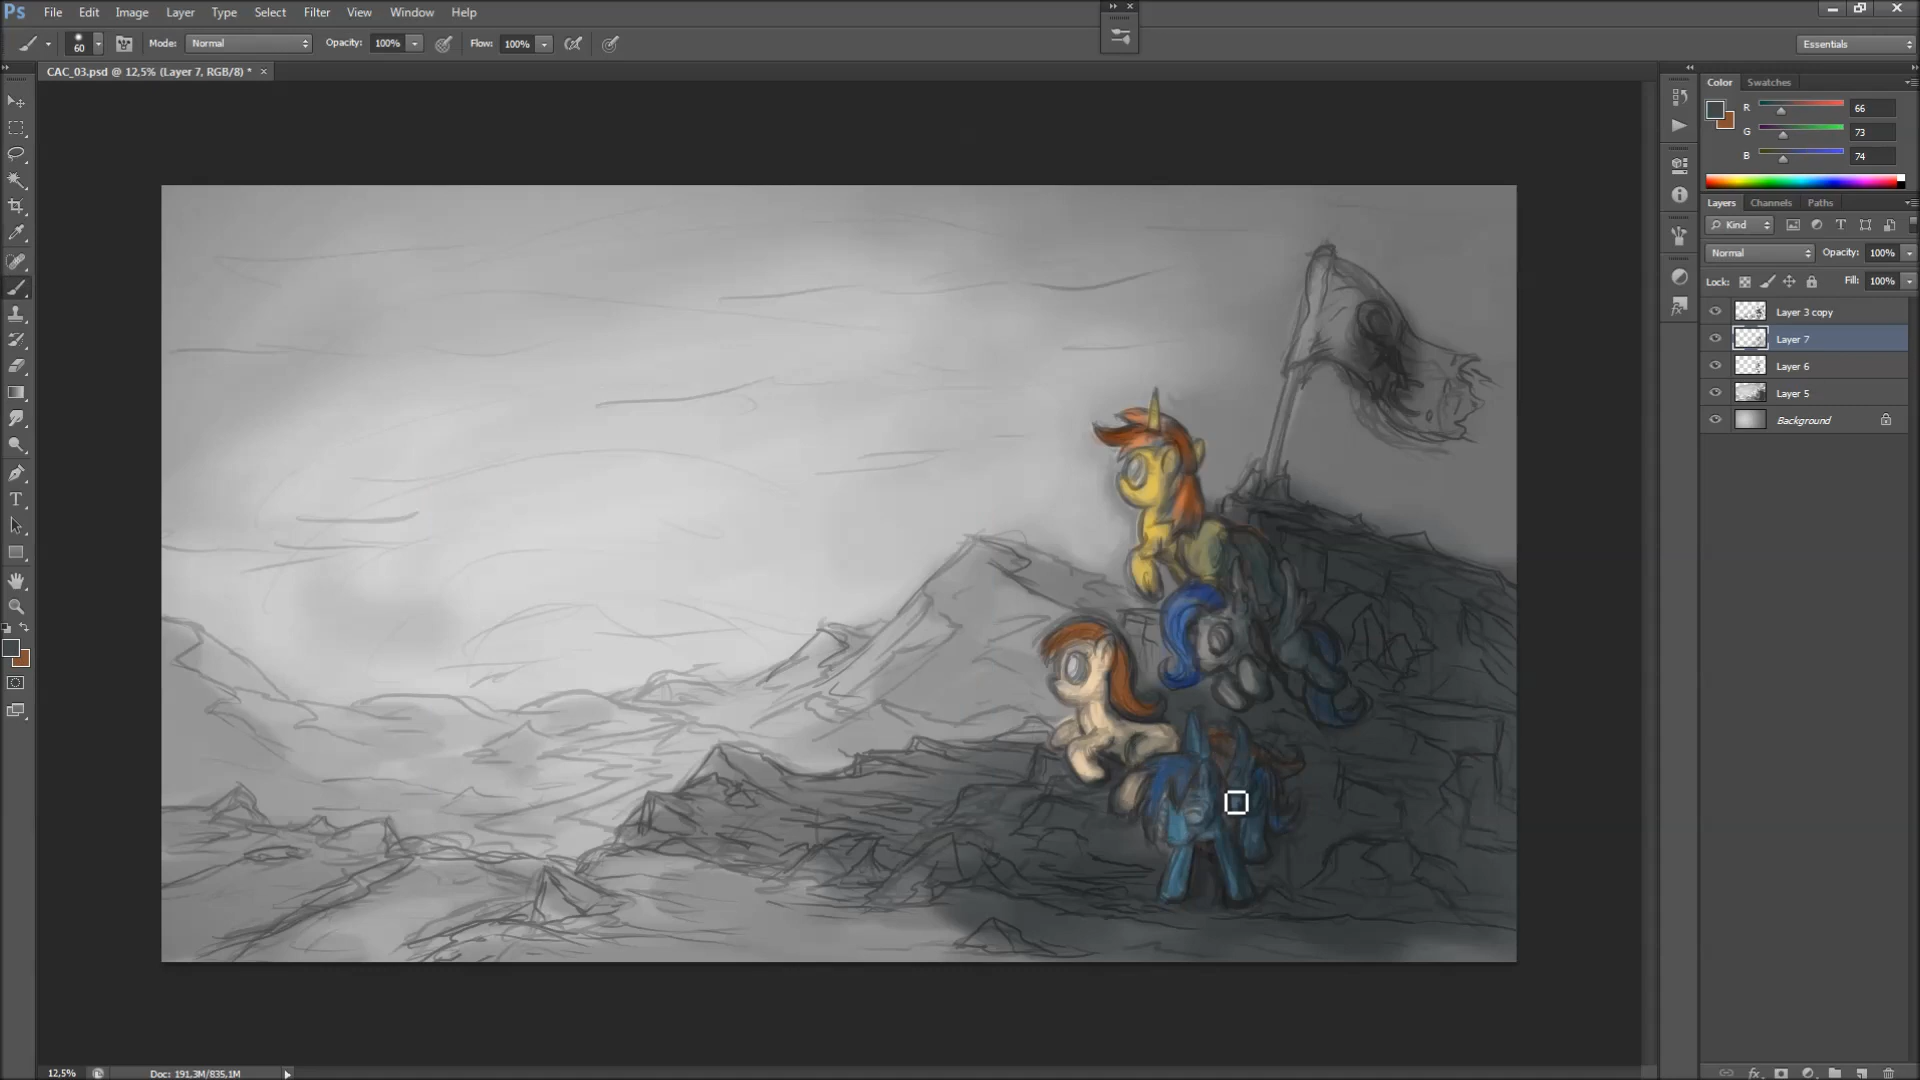 Ps File Edit Image Layer Type Select Filter View Window Help
60 Mode: Normal Opacity: 100% Flow: 100% Essentials
CAC_03.psd @ 12,5% (Layer 7, RGB/8) * ×
Color Swatches
R 66
G 73
B 74
Layers Channels Paths
Kind
Normal Opacity: 100%
Lock: Fill: 100%
Layer 3 copy
Layer 7
Layer 6
Layer 5
Background
12,5% Doc: 191,3M/835,1M